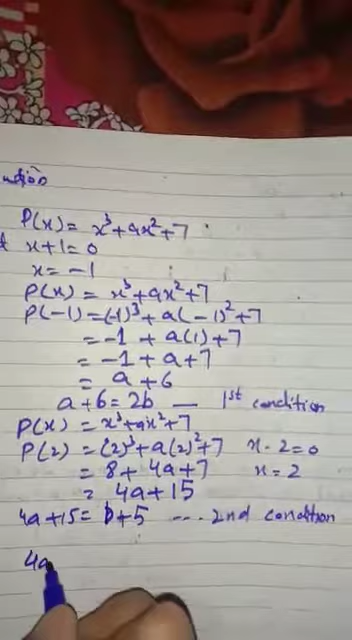 P(x) = x³ + ax² + 7
x + 1 = 0
x = -1
P(x) = x³ + ax² + 7
P(-1) = (-1)³ + a(-1)² + 7
= -1 + a(1) + 7
= -1 + a + 7
= a + 6
a + 6 = 2b — 1st condition
P(x) = x³ + ax² + 7
P(2) = (2)³ + a(2)² + 7 x - 2 = 0
= 8 + 4a + 7 x = 2
= 4a + 15
4a + 15 = b + 5 ... 2nd condition
4a